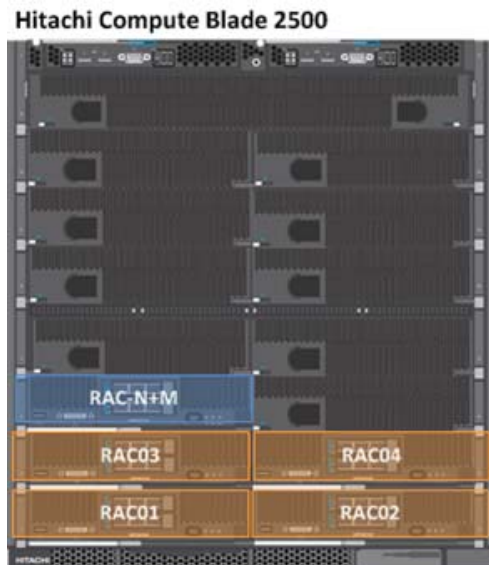 Hitachi Compute Blade 2500
RAC-N+M
RAC03 RAC04
RAC01 RAC02
HITACHI